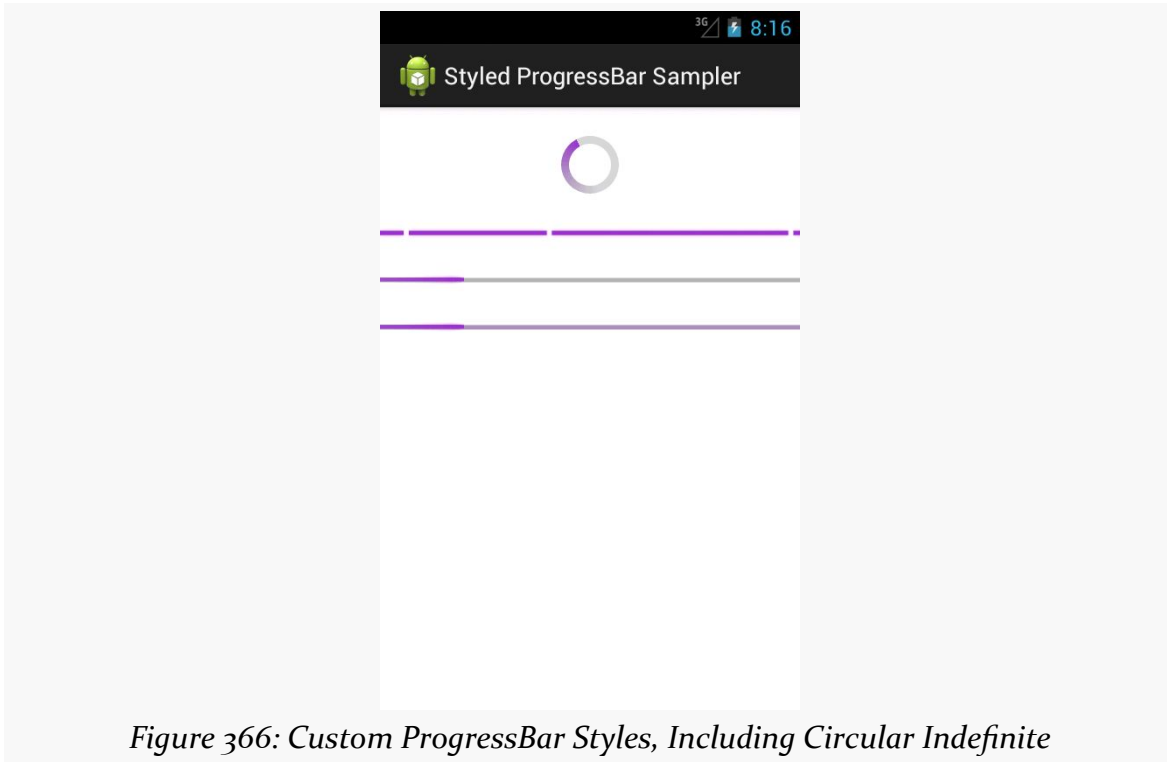 3G 8:16
Styled ProgressBar Sampler
Figure 366: Custom ProgressBar Styles, Including Circular Indefinite